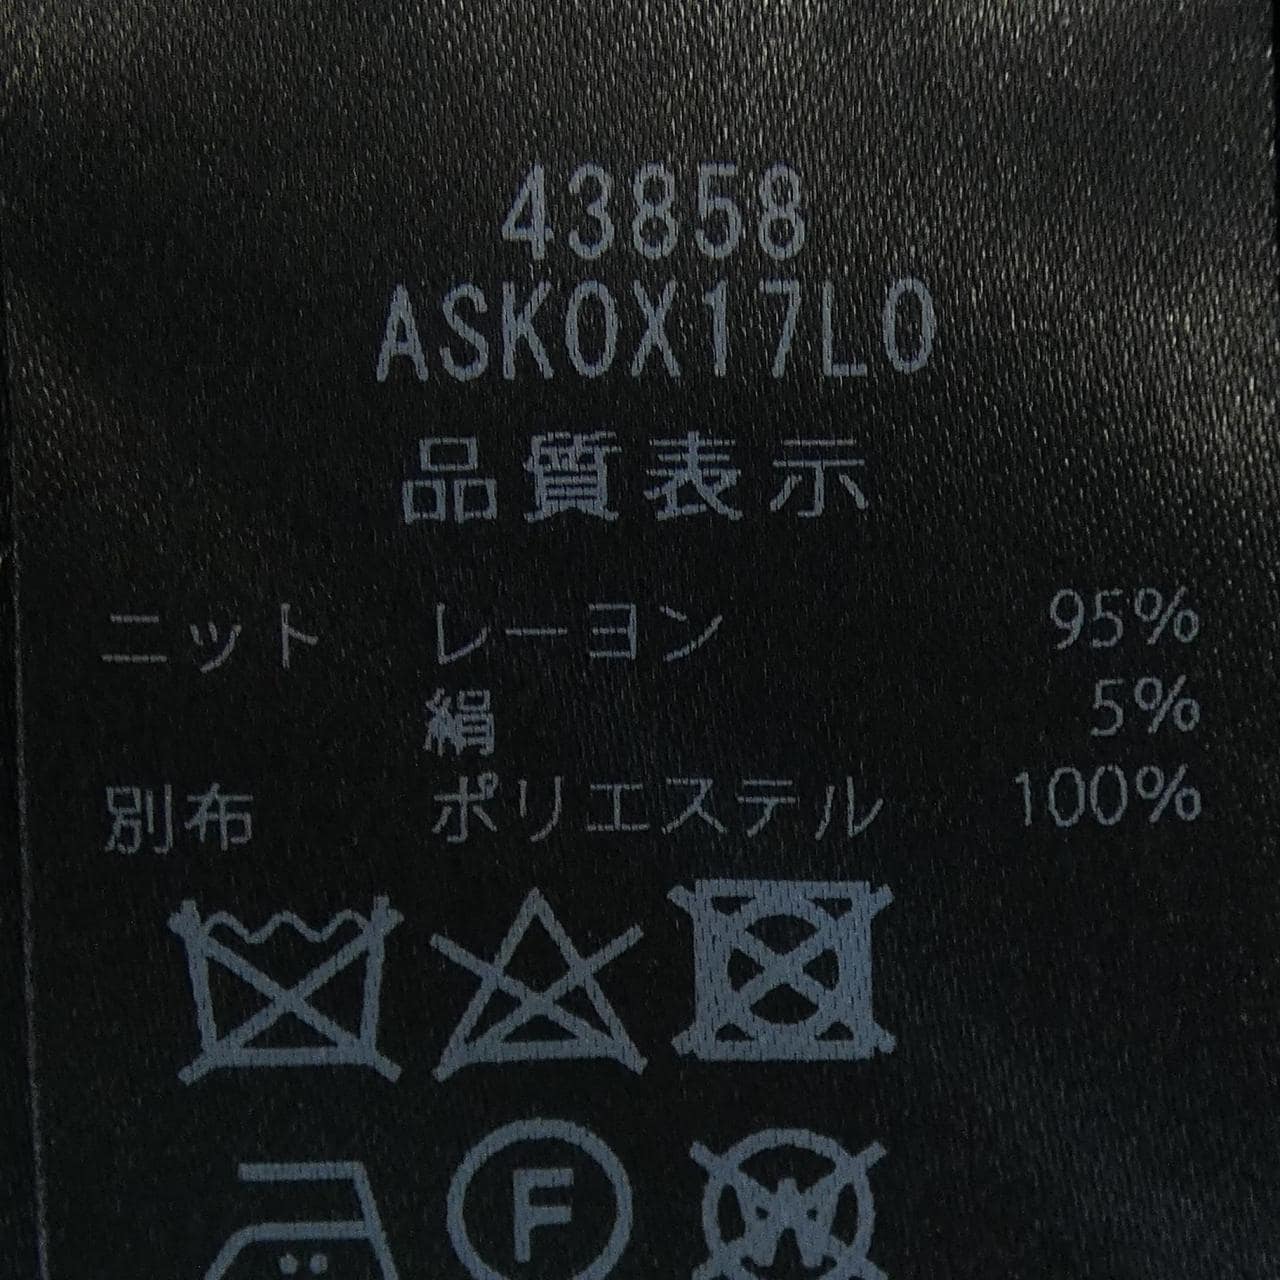 43858
ASKOX17LO
品質表示
ニット レーヨン 95%
絹 5%
別布 ポリエステル 100%
F
W